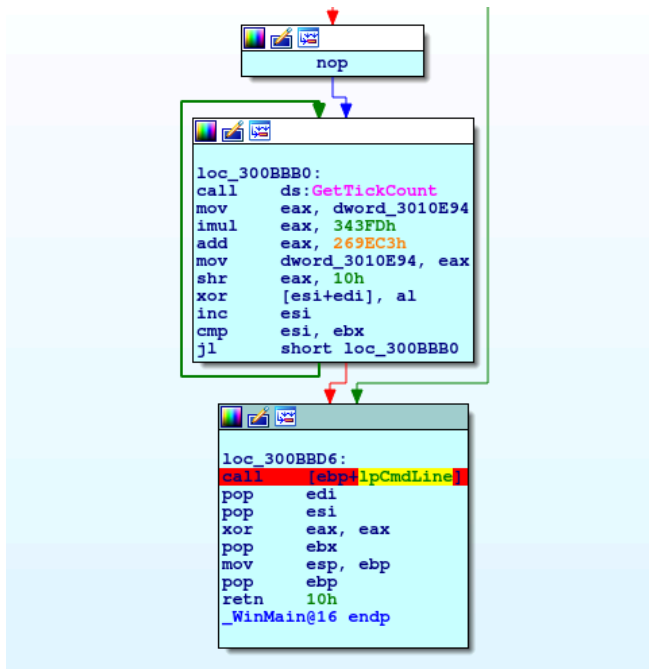 nop
loc_300BBB0:
call ds:GetTickCount
mov eax, dword_3010E94
imul eax, 343FDh
add eax, 269EC3h
mov dword_3010E94, eax
shr eax, 10h
xor [esi+edi], al
inc esi
cmp esi, ebx
jl short loc_300BBB0
loc_300BBD6:
call [ebp+lpCmdLine]
pop edi
pop esi
xor eax, eax
pop ebx
mov esp, ebp
pop ebp
retn 10h
_WinMain@16 endp